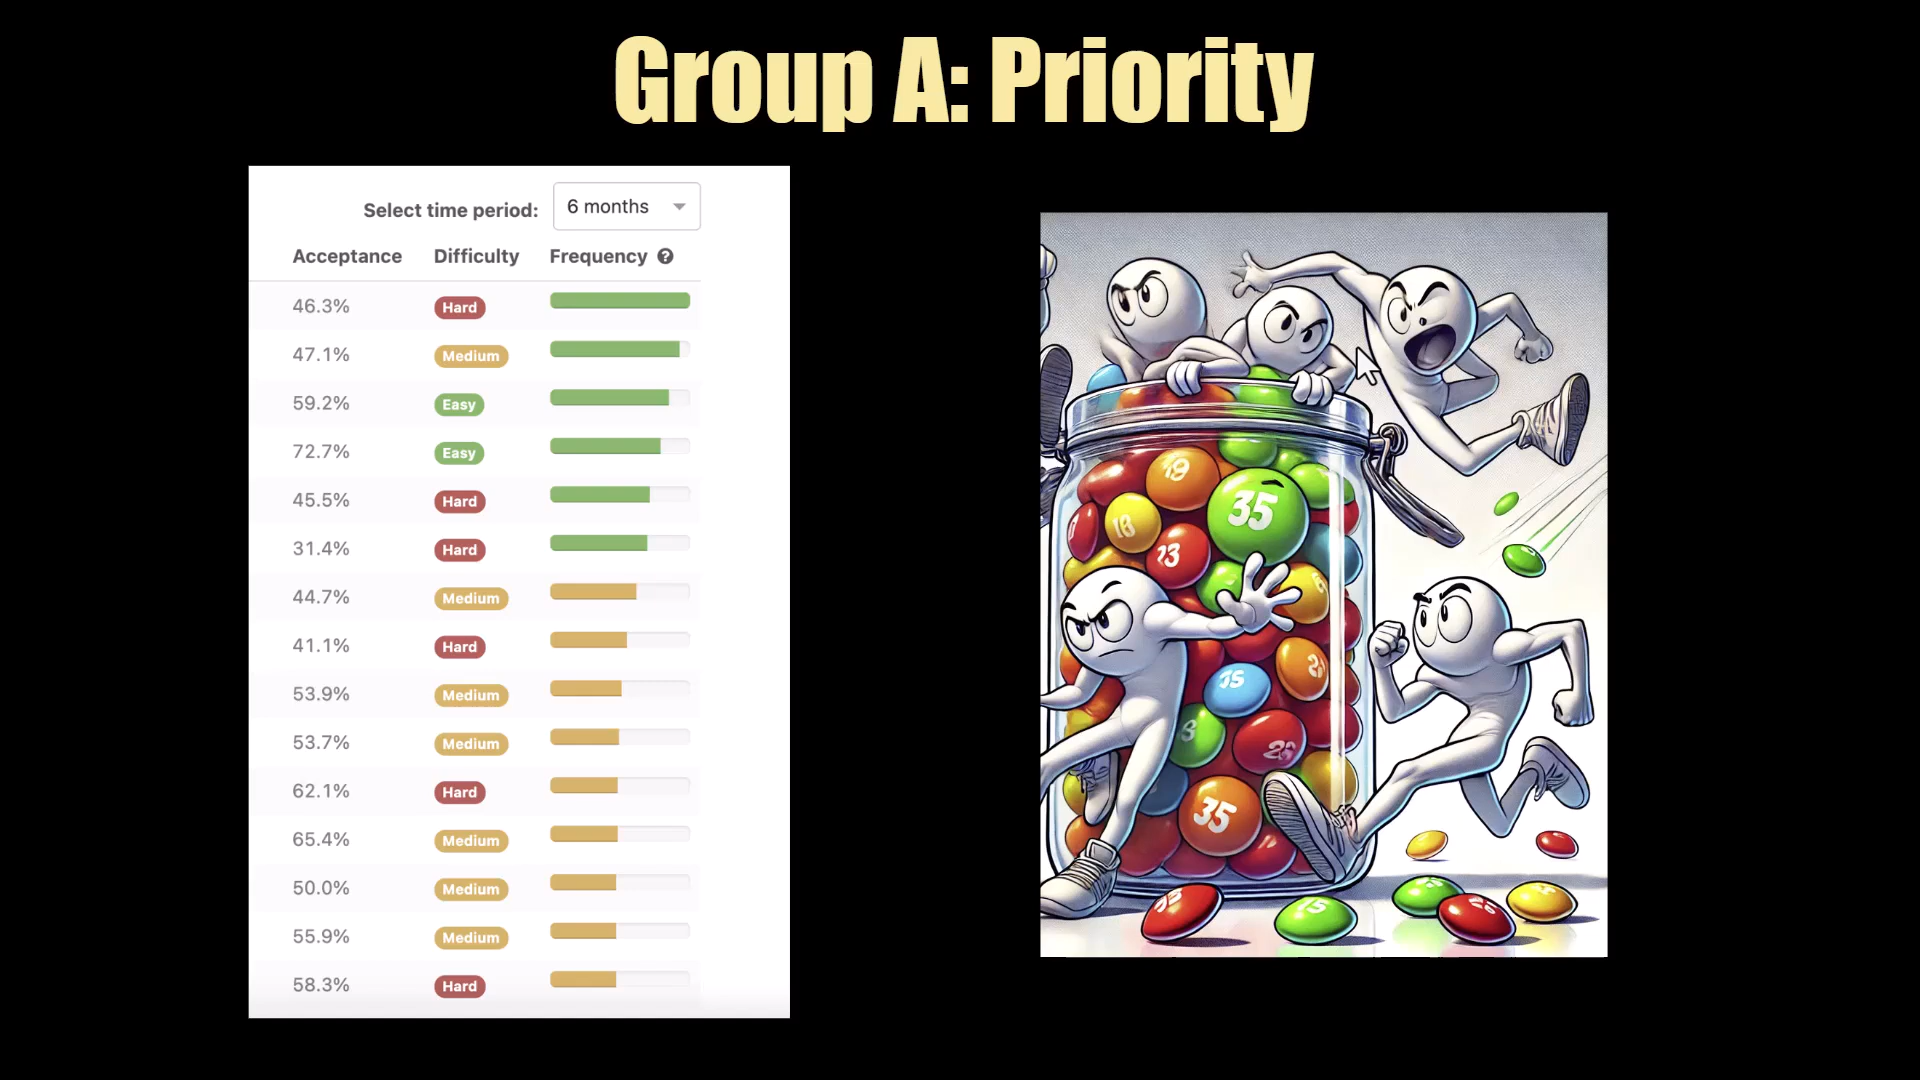 Group A: Priority
Select time period: 6 months
Acceptance Difficulty Frequency ?
46.3% Hard
47.1% Medium
59.2% Easy
72.7% Easy
45.5% Hard
31.4% Hard
44.7% Medium
41.1% Hard
53.9% Medium
53.7% Medium
62.1% Hard
65.4% Medium
50.0% Medium
55.9% Medium
58.3% Hard
19
35
23
35
15